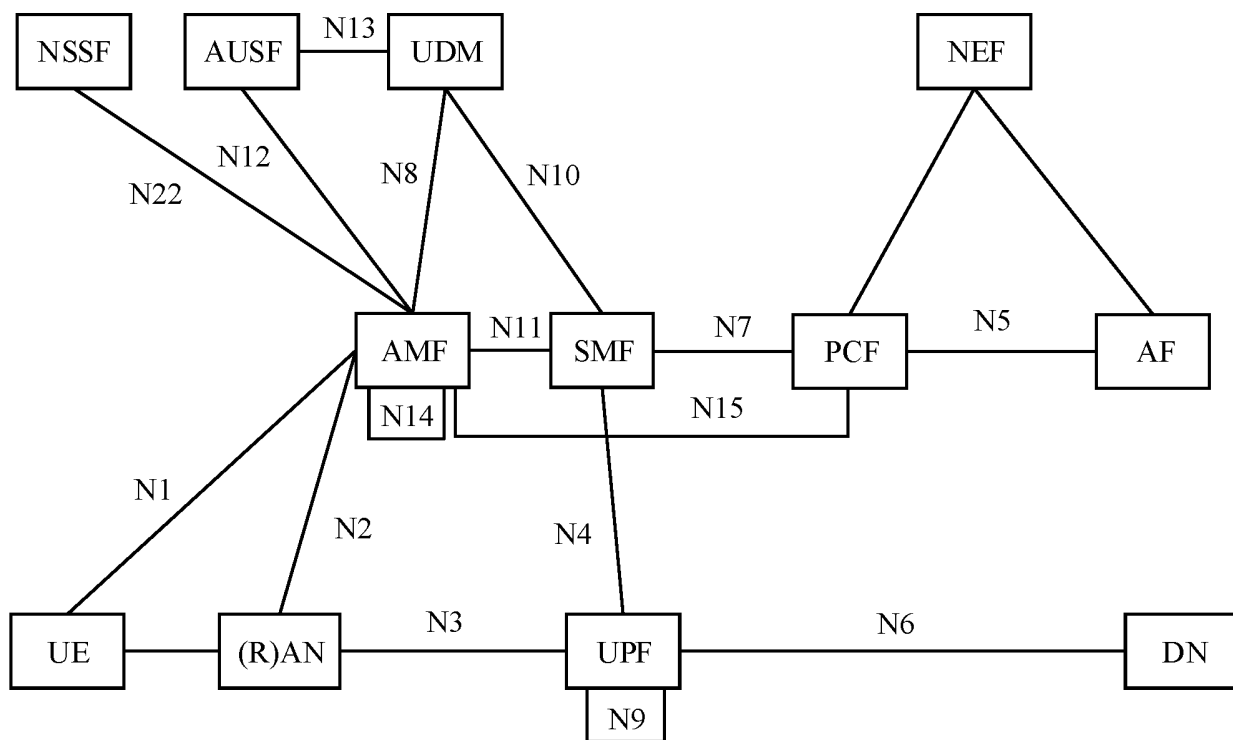 N13
NSSF
AUSF
UDM
NEF
N12
N8
N10
N22
N11
N7
N5
AMF
SMF
PCF
AF
N14
N15
N1
N2
N4
N3
N6
UE
(R)AN
UPF
DN
N9